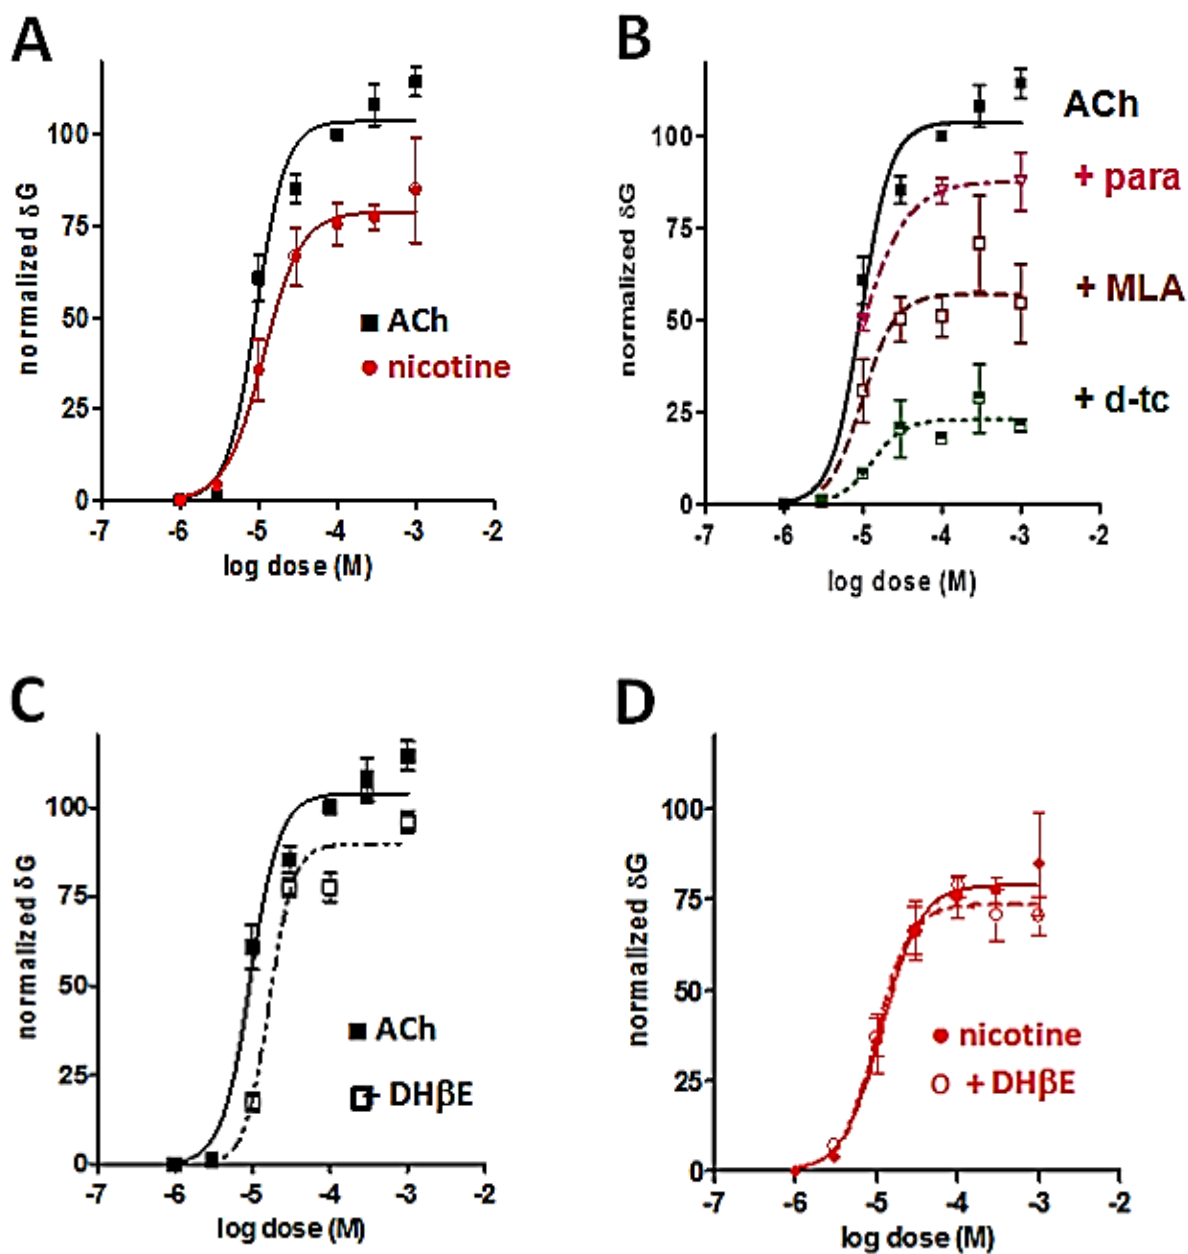 A
normalized δG
100
75
50
25
0
-7
-6
-5
-4
-3
-2
log dose (M)
ACh
nicotine
B
normalized δG
100
75
50
25
0
-7
-6
-5
-4
-3
-2
log dose (M)
ACh
+ para
+ MLA
+ d-tc
C
normalized δG
100
75
50
25
0
-7
-6
-5
-4
-3
-2
log dose (M)
ACh
+ DHβE
D
normalized δG
100
75
50
25
0
-7
-6
-5
-4
-3
-2
log dose (M)
nicotine
+ DHβE